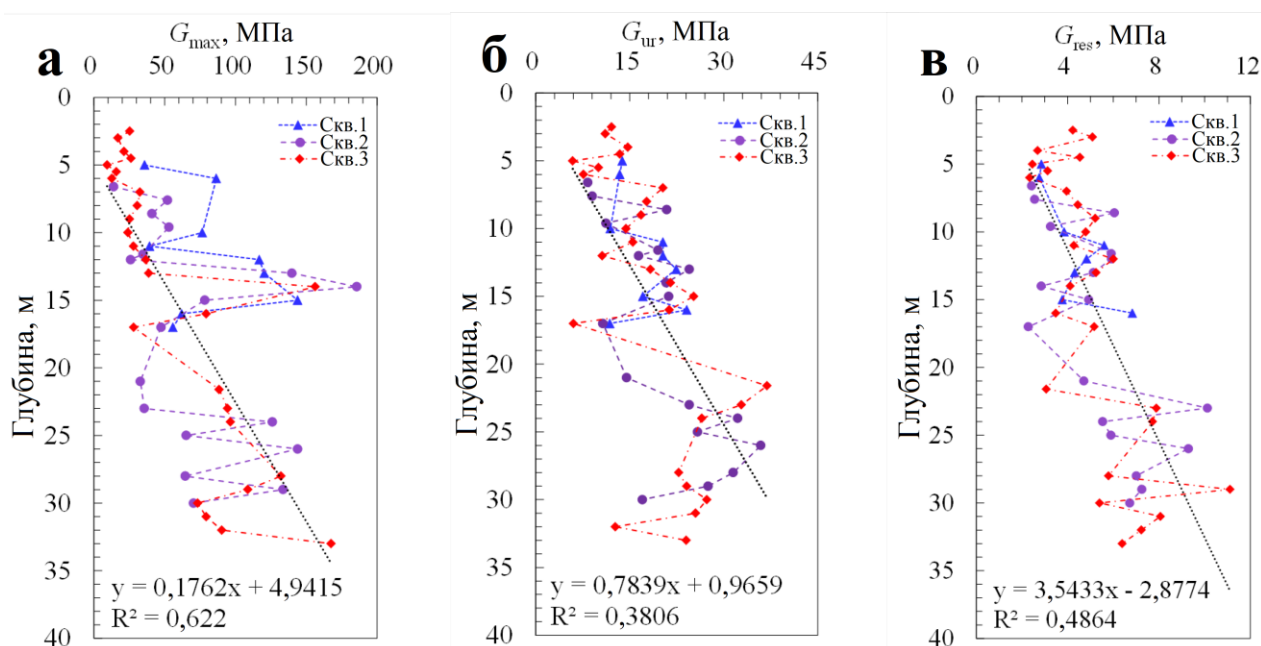 а
G_max, МПа
0 50 100 150 200
Глубина, м
0
5
10
15
20
25
30
35
40
Скв.1
Скв.2
Скв.3
y = 0,1762x + 4,9415
R² = 0,622
б
G_ur, МПа
0 15 30 45
Глубина, м
0
5
10
15
20
25
30
35
40
Скв.1
Скв.2
Скв.3
y = 0,7839x + 0,9659
R² = 0,3806
в
G_res, МПа
0 4 8 12
Глубина, м
0
5
10
15
20
25
30
35
40
Скв.1
Скв.2
Скв.3
y = 3,5433x - 2,8774
R² = 0,4864